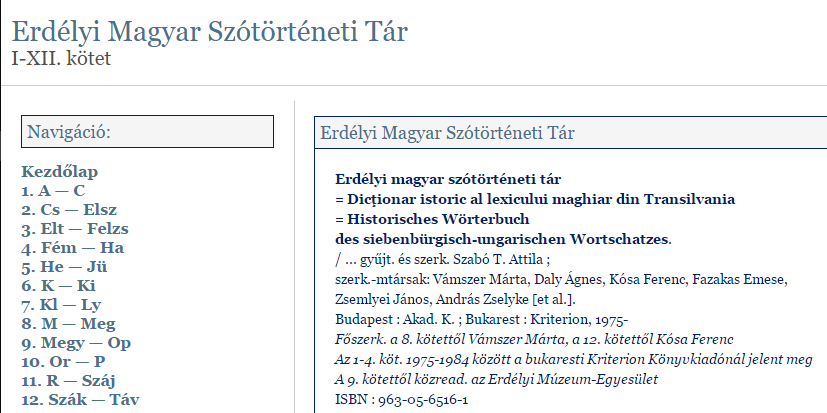 Erdélyi Magyar Szótörténeti Tár
I-XII. kötet
Navigáció:
Kezdőlap
1. A — C
2. Cs — Elsz
3. Elt — Felzs
4. Fém — Ha
5. He — Jü
6. K — Ki
7. Kl — Ly
8. M — Meg
9. Megy — Op
10. Or — P
11. R — Száj
12. Szák — Táv
Erdélyi Magyar Szótörténeti Tár
Erdélyi magyar szótörténeti tár
= Dicţionar istoric al lexicului maghiar din Transilvania
= Historisches Wörterbuch
des siebenbürgisch-ungarischen Wortschatzes.
/ ... gyűjt. és szerk. Szabó T. Attila ;
szerk.-mtársak: Vámszer Márta, Daly Ágnes, Kósa Ferenc, Fazakas Emese,
Zsemlyei János, András Zselyke [et al.].
Budapest : Akad. K. ; Bukarest : Kriterion, 1975-
Főszerk. a 8. kötettől Vámszer Márta, a 12. kötettől Kósa Ferenc
Az 1-4. köt. 1975-1984 között a bukaresti Kriterion Könyvkiadónál jelent meg
A 9. kötettől közread. az Erdélyi Múzeum-Egyesület
ISBN : 963-05-6516-1